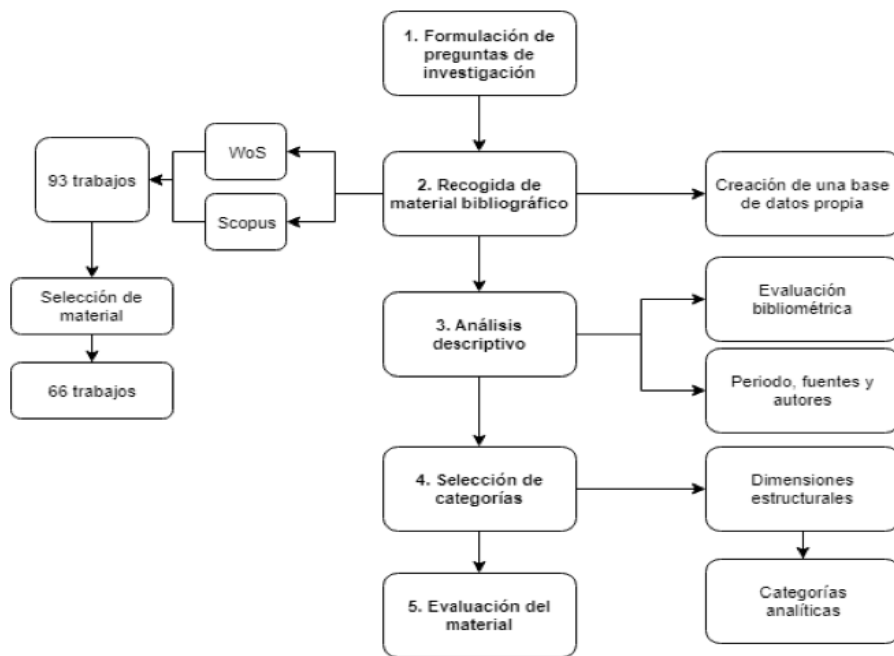 1. Formulación de
preguntas de
investigación
WoS
93 trabajos
Scopus
2. Recogida de
material bibliográfico
Creación de una base
de datos propia
Selección de
material
66 trabajos
3. Análisis
descriptivo
Evaluación
bibliométrica
Periodo, fuentes y
autores
4. Selección de
categorías
Dimensiones
estructurales
5. Evaluación del
material
Categorías
analíticas